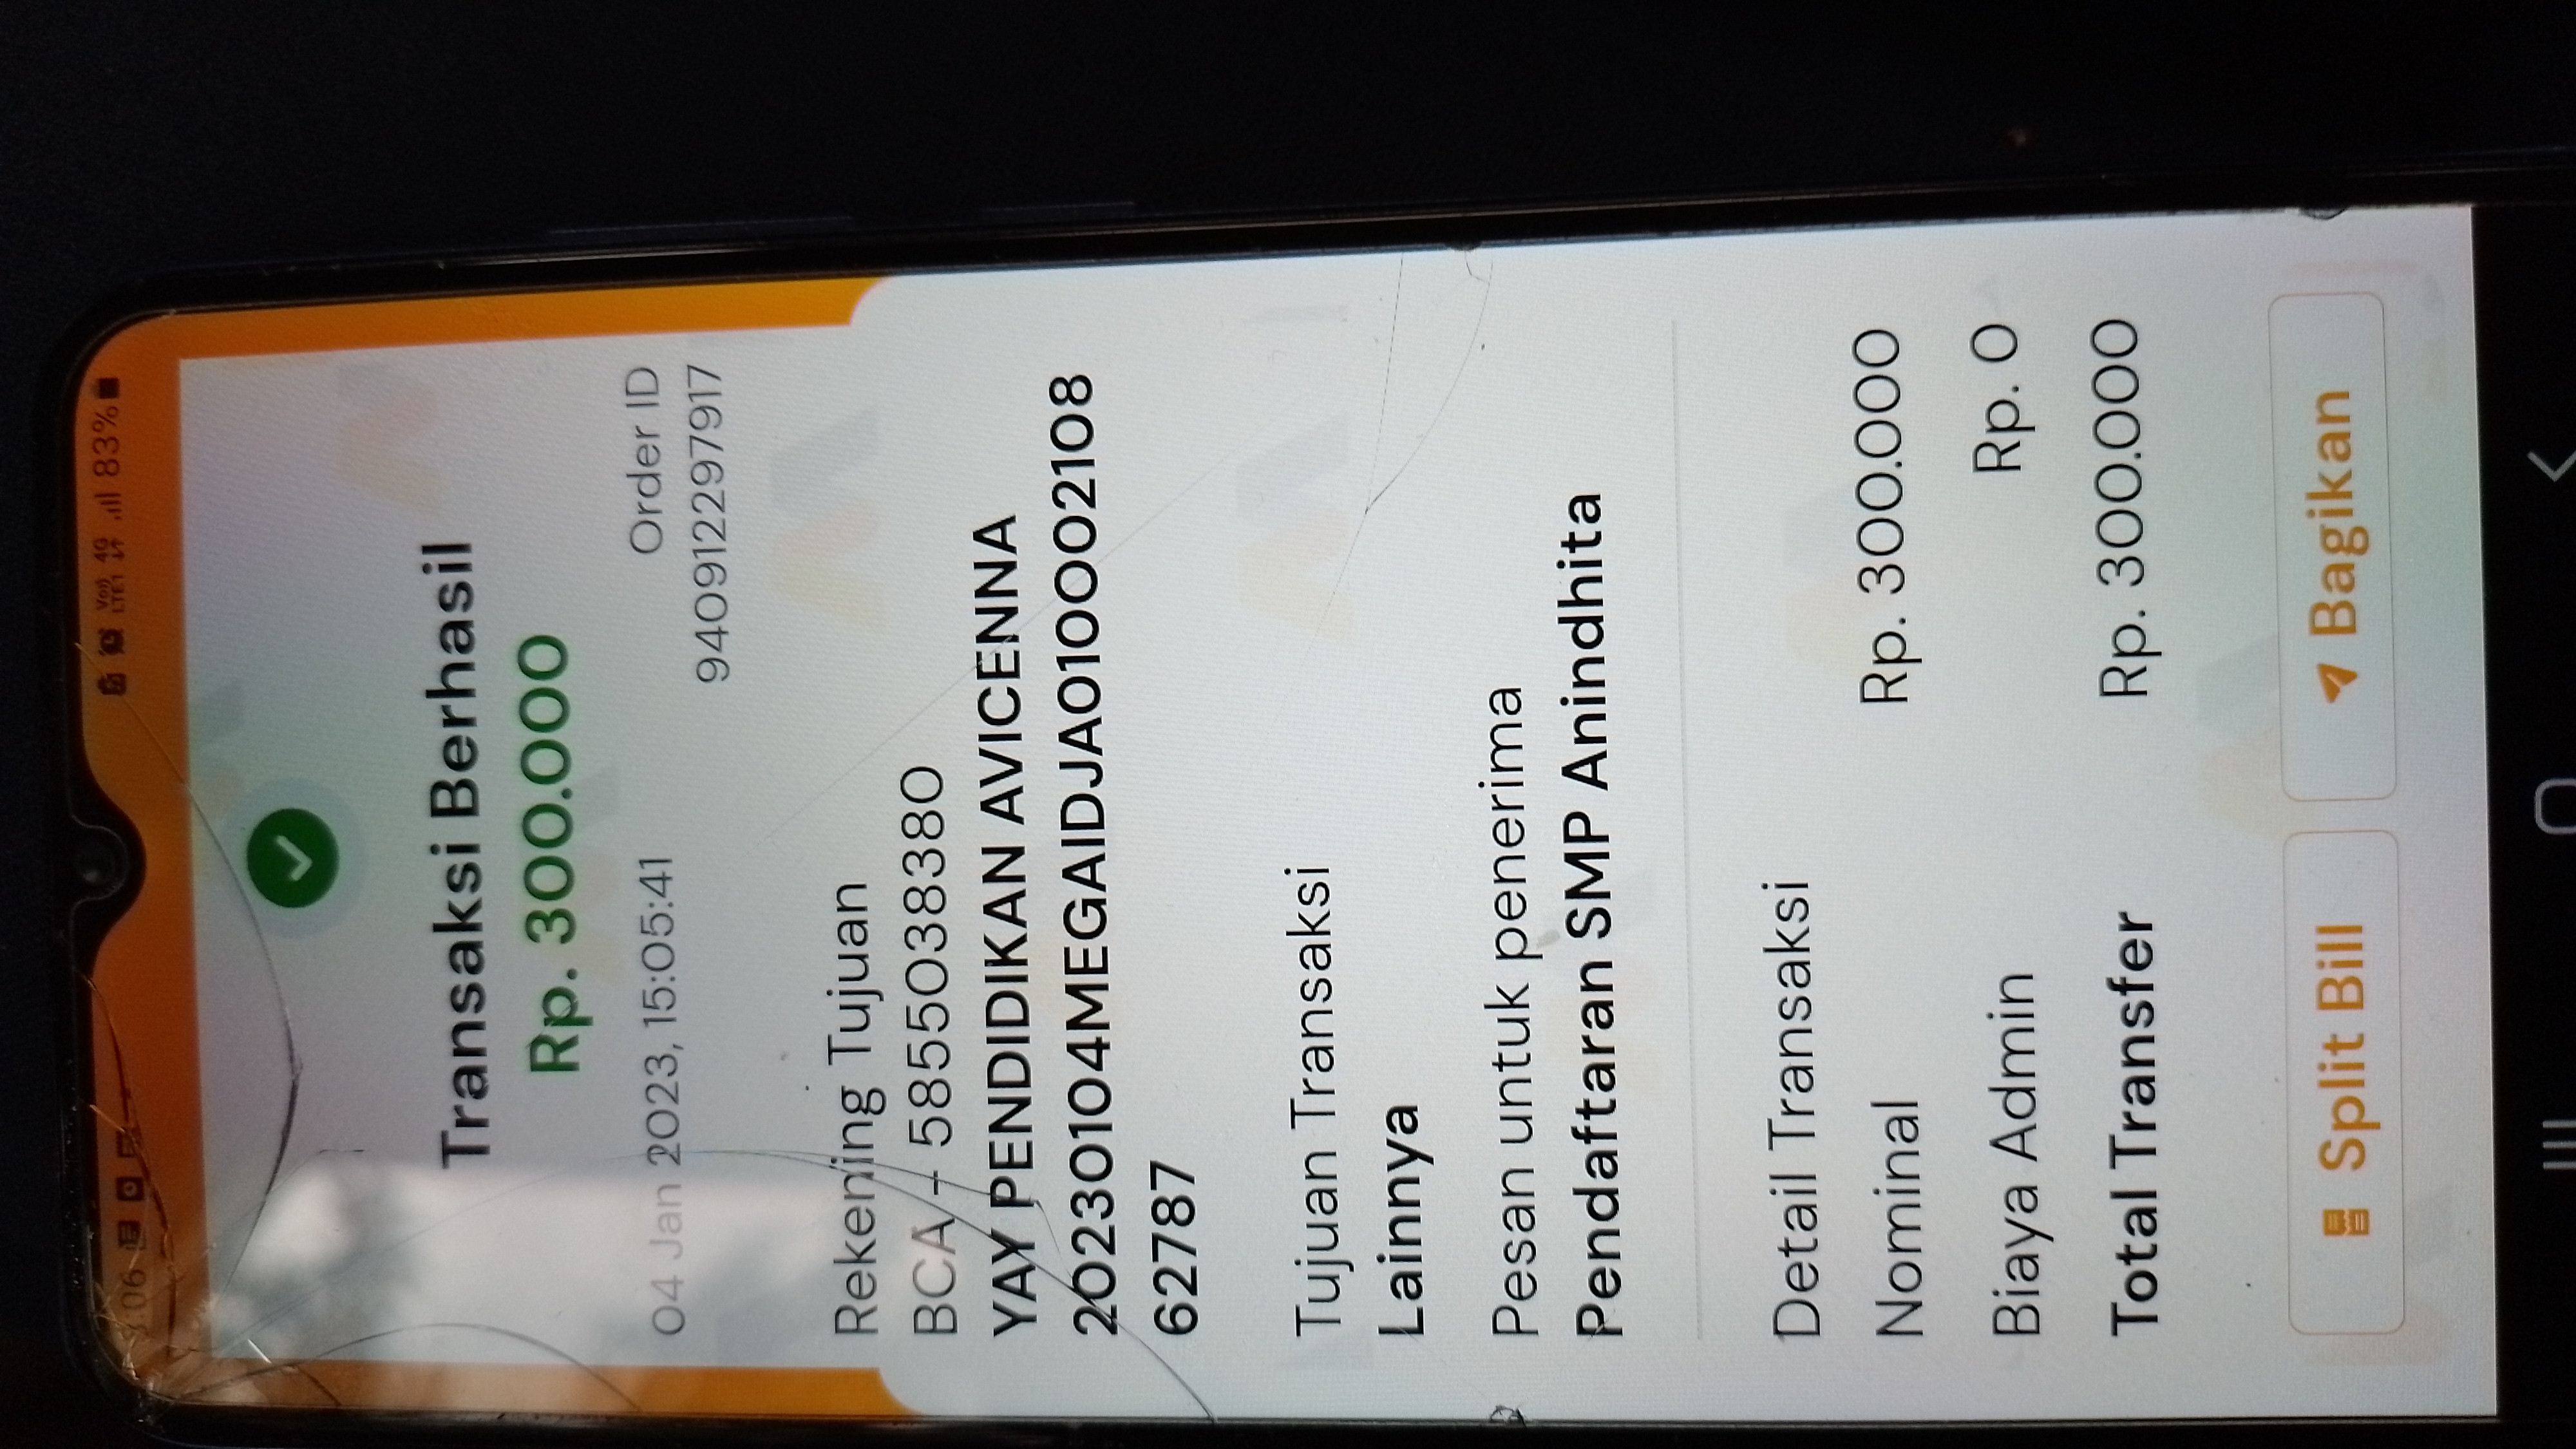 83%
Transaksi Berhasil
Rp. 300.000
04 Jan 2023, 15:05:41
Order ID
940912297917
Rekening Tujuan
BCA - 5855038380
YAY PENDIDIKAN AVICENNA
20230104MEGAIDJA010002108
62787
Tujuan Transaksi
Lainnya
Pesan untuk penerima
Pendaftaran SMP Anindhita
Detail Transaksi
Nominal Rp. 300.000
Biaya Admin Rp. 0
Total Transfer Rp. 300.000
Split Bill
Bagikan